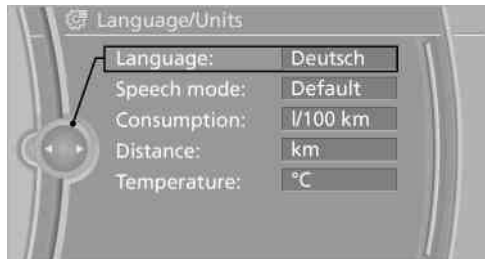 Language/Units
Language: Deutsch
Speech mode: Default
Consumption: l/100 km
Distance: km
Temperature: °C